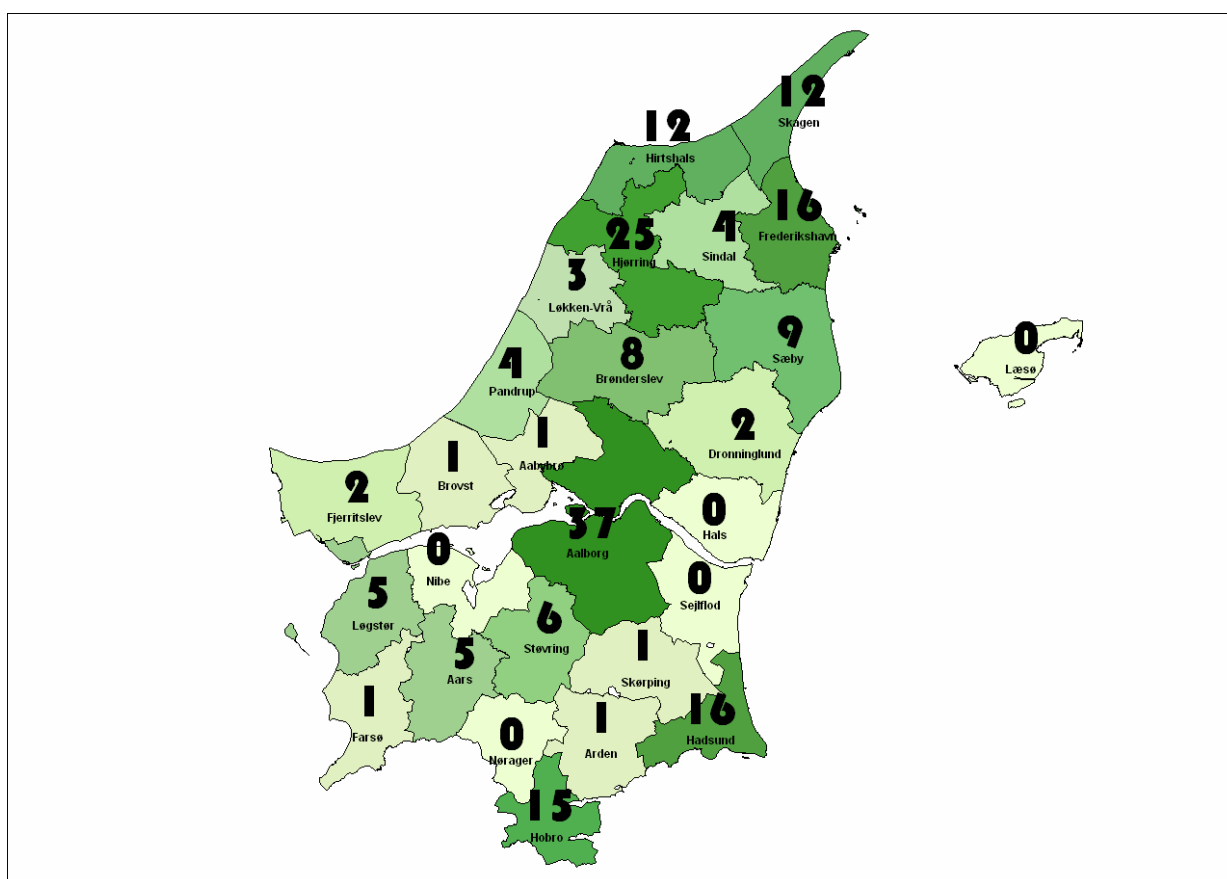 12
Skagen
12
Hirtshals
16
Frederikshavn
25
Hjørring
4
Sindal
3
Løkken-Vrå
9
Sæby
0
Læsø
8
Brønderslev
4
Pandrup
2
Dronninglund
1
Aabybrø
1
Brovst
2
Fjerritslev
0
Hals
37
Aalborg
0
Nibe
0
Sejlflod
5
Løgstør
6
Støvring
5
Aars
1
Skørping
1
Farsø
16
Hadsund
0
Nørager
1
Arden
15
Hobro